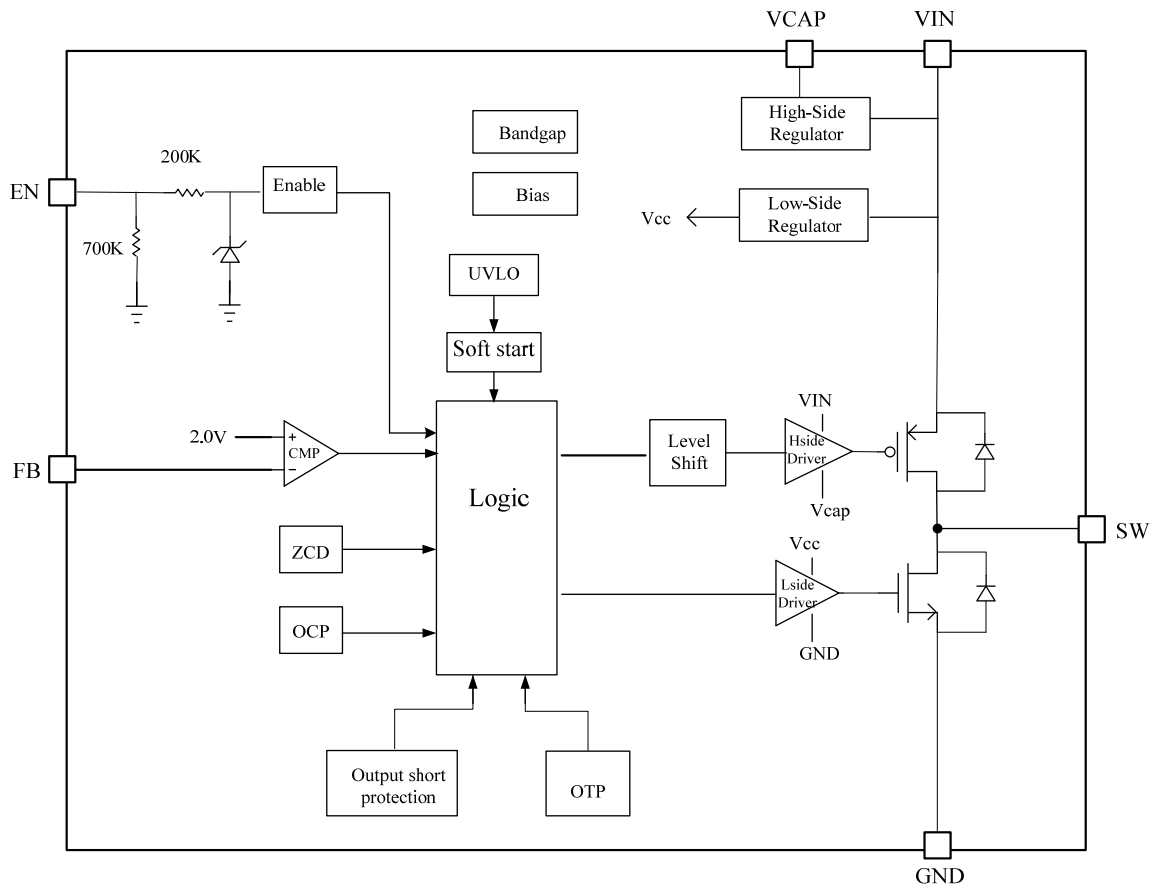 VCAP
VIN
High-Side
Regulator
Bandgap
200K
EN
Enable
Bias
Low-Side
Regulator
Vcc
700K
UVLO
Soft start
VIN
2.0V
+
CMP
−
FB
Level
Shift
Hside
Driver
Logic
Vcap
SW
ZCD
Vcc
Lside
Driver
OCP
GND
Output short
protection
OTP
GND